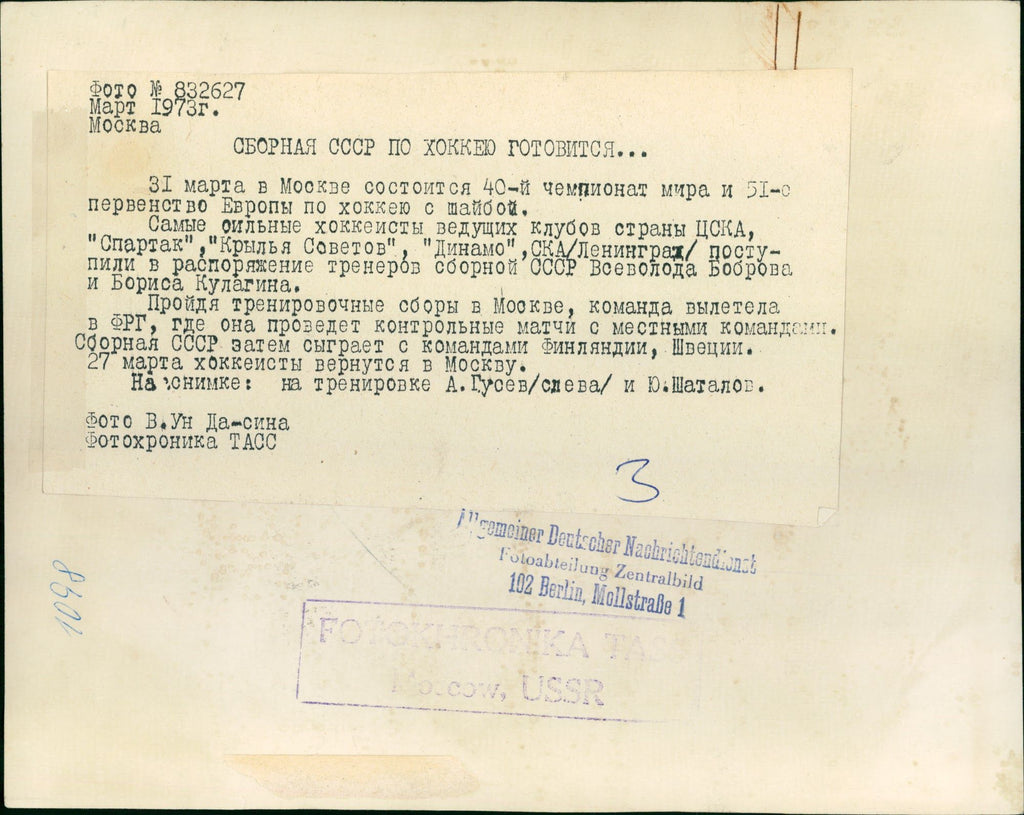 Фото № 832627
Март 1973г.
Москва
СБОРНАЯ СССР ПО ХОККЕЮ ГОТОВИТСЯ...
31 марта в Москве состоится 40-й чемпионат мира и 51-е
первенство Европы по хоккею с шайбой.
Самые сильные хоккеисты ведущих клубов страны ЦСКА,
"Спартак","Крылья Советов", "Динамо",СКА/Ленинград/ посту-
пили в распоряжение тренеров сборной СССР Всеволода Боброва
и Бориса Кулагина.
Пройдя тренировочные сборы в Москве, команда вылетела
в ФРГ, где она проведет контрольные матчи с местными командами.
Сборная СССР затем сыграет с командами Финляндии, Швеции.
27 марта хоккеисты вернутся в Москву.
На снимке: на тренировке А.Гусев/слева/ и Ю.Шаталов.
Фото В.Ун Да-сина
Фотохроника ТАСС
3
Allgemeiner Deutscher Nachrichtendienst
Fotoabteilung Zentralbild
102 Berlin, Mollstraße 1
FOTOKHRONIKA TASS
Moscow, USSR